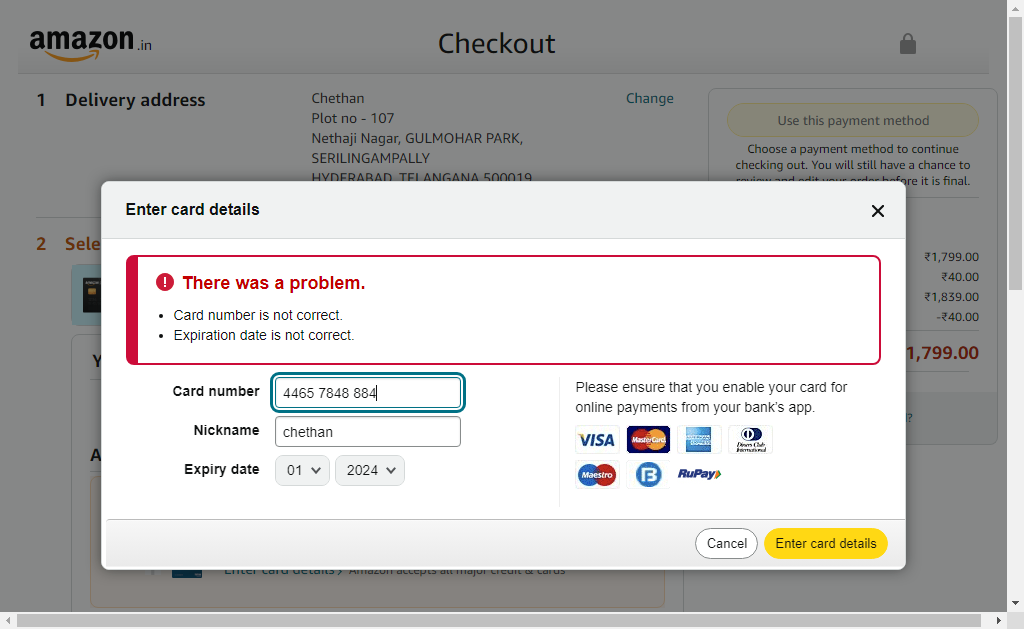 amazon.in
Checkout
1 Delivery address
Chethan
Change
Plot no - 107
Nethaji Nagar, GULMOHAR PARK,
SERILINGAMPALLY
HYDERABAD, TELANGANA 500019
Use this payment method
Choose a payment method to continue
checking out. You will still have a chance to
review and edit your order before it is final.
2 Sele
₹1,799.00
₹40.00
₹1,839.00
-₹40.00
1,799.00
Enter card details
There was a problem.
Card number is not correct.
Expiration date is not correct.
Card number
4465 7848 884
Nickname
chethan
Expiry date
01
2024
Please ensure that you enable your card for
online payments from your bank's app.
VISA
MasterCard
AMERICAN EXPRESS
Diners Club
International
Maestro
RuPay
Cancel
Enter card details
Y
A
Enter card details
Amazon accepts all major credit & cards